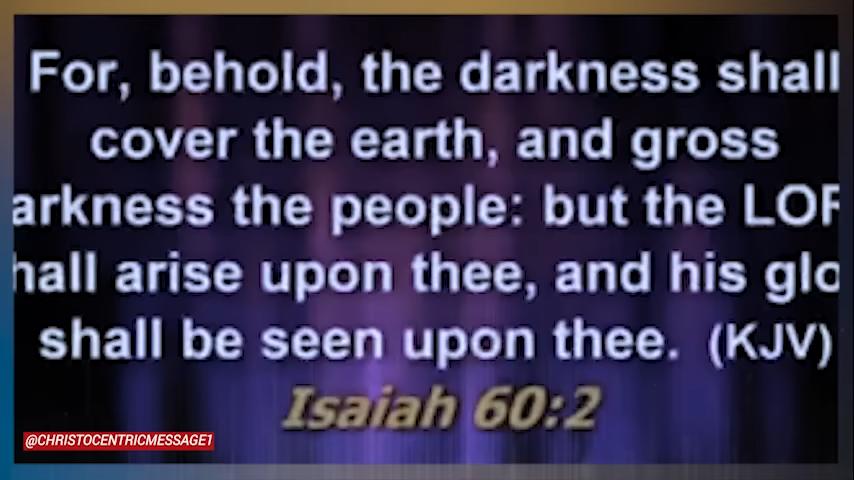 For, behold, the darkness shall
cover the earth, and gross
arkness the people: but the LOR
hall arise upon thee, and his glo
shall be seen upon thee. (KJV)
Isaiah 60:2
@CHRISTOCENTRICMESSAGE1